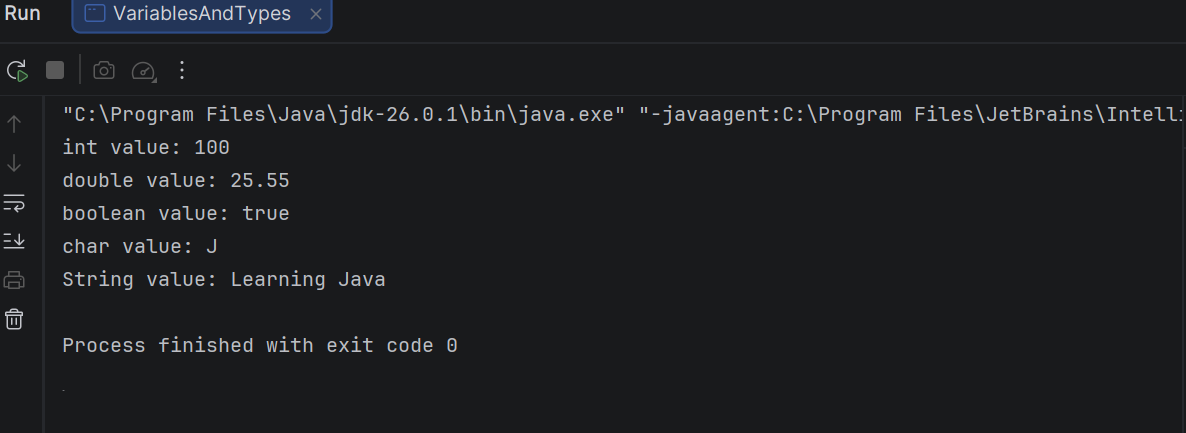 Run VariablesAndTypes
"C:\Program Files\Java\jdk-26.0.1\bin\java.exe" "-javaagent:C:\Program Files\JetBrains\Intelli
int value: 100
double value: 25.55
boolean value: true
char value: J
String value: Learning Java
Process finished with exit code 0